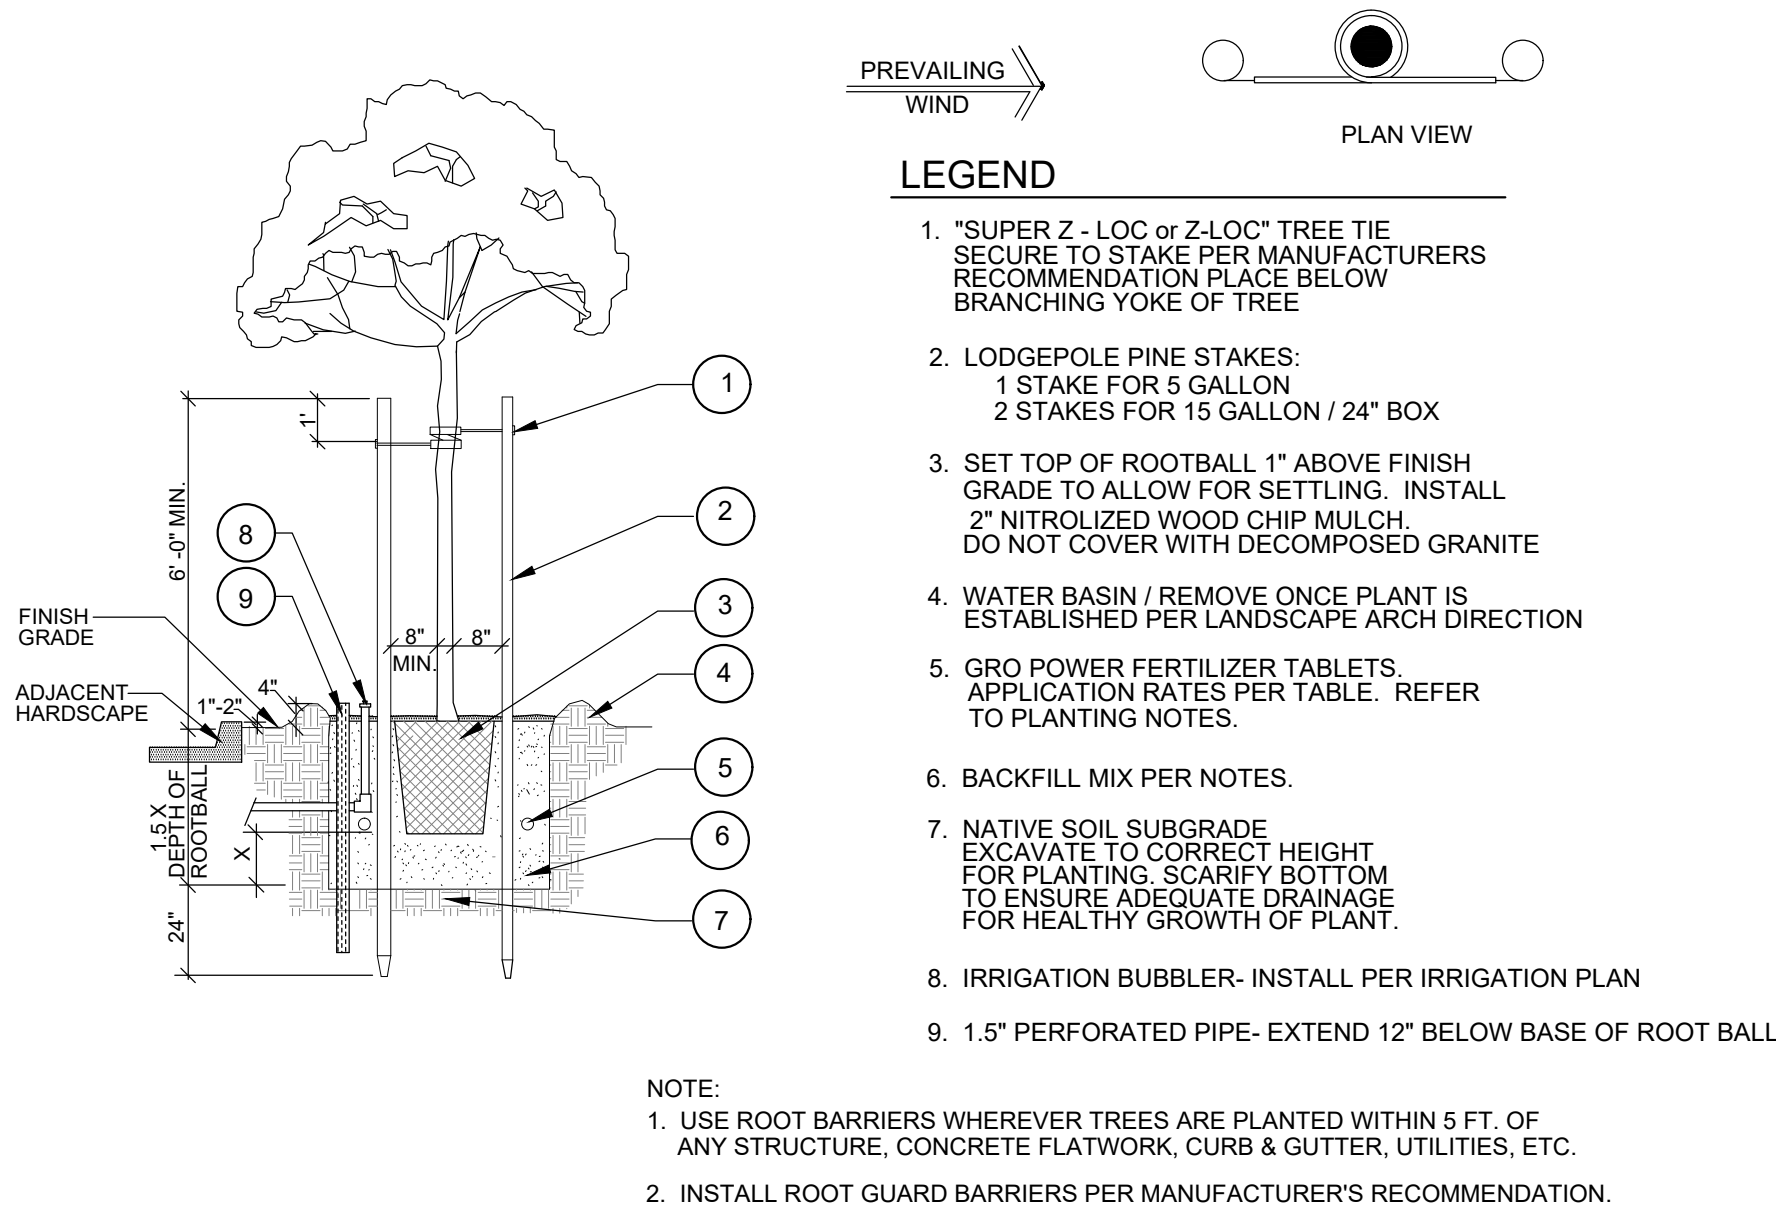 PREVAILING
WIND
PLAN VIEW
LEGEND
1. "SUPER Z - LOC or Z-LOC" TREE TIE
SECURE TO STAKE PER MANUFACTURERS
RECOMMENDATION PLACE BELOW
BRANCHING YOKE OF TREE
2. LODGEPOLE PINE STAKES:
1 STAKE FOR 5 GALLON
2 STAKES FOR 15 GALLON / 24" BOX
3. SET TOP OF ROOTBALL 1" ABOVE FINISH
GRADE TO ALLOW FOR SETTLING. INSTALL
2" NITROLIZED WOOD CHIP MULCH.
DO NOT COVER WITH DECOMPOSED GRANITE
4. WATER BASIN / REMOVE ONCE PLANT IS
ESTABLISHED PER LANDSCAPE ARCH DIRECTION
5. GRO POWER FERTILIZER TABLETS.
APPLICATION RATES PER TABLE. REFER
TO PLANTING NOTES.
6. BACKFILL MIX PER NOTES.
7. NATIVE SOIL SUBGRADE
EXCAVATE TO CORRECT HEIGHT
FOR PLANTING. SCARIFY BOTTOM
TO ENSURE ADEQUATE DRAINAGE
FOR HEALTHY GROWTH OF PLANT.
8. IRRIGATION BUBBLER- INSTALL PER IRRIGATION PLAN
9. 1.5" PERFORATED PIPE- EXTEND 12" BELOW BASE OF ROOT BALL
1
2
3
4
5
6
7
8
9
1'
6' -0" MIN.
8"
8"
MIN.
FINISH
GRADE
ADJACENT
HARDSCAPE
4"
1"-2"
1.5 X
DEPTH OF
ROOTBALL
X
24"
NOTE:
1. USE ROOT BARRIERS WHEREVER TREES ARE PLANTED WITHIN 5 FT. OF
ANY STRUCTURE, CONCRETE FLATWORK, CURB & GUTTER, UTILITIES, ETC.
2. INSTALL ROOT GUARD BARRIERS PER MANUFACTURER'S RECOMMENDATION.